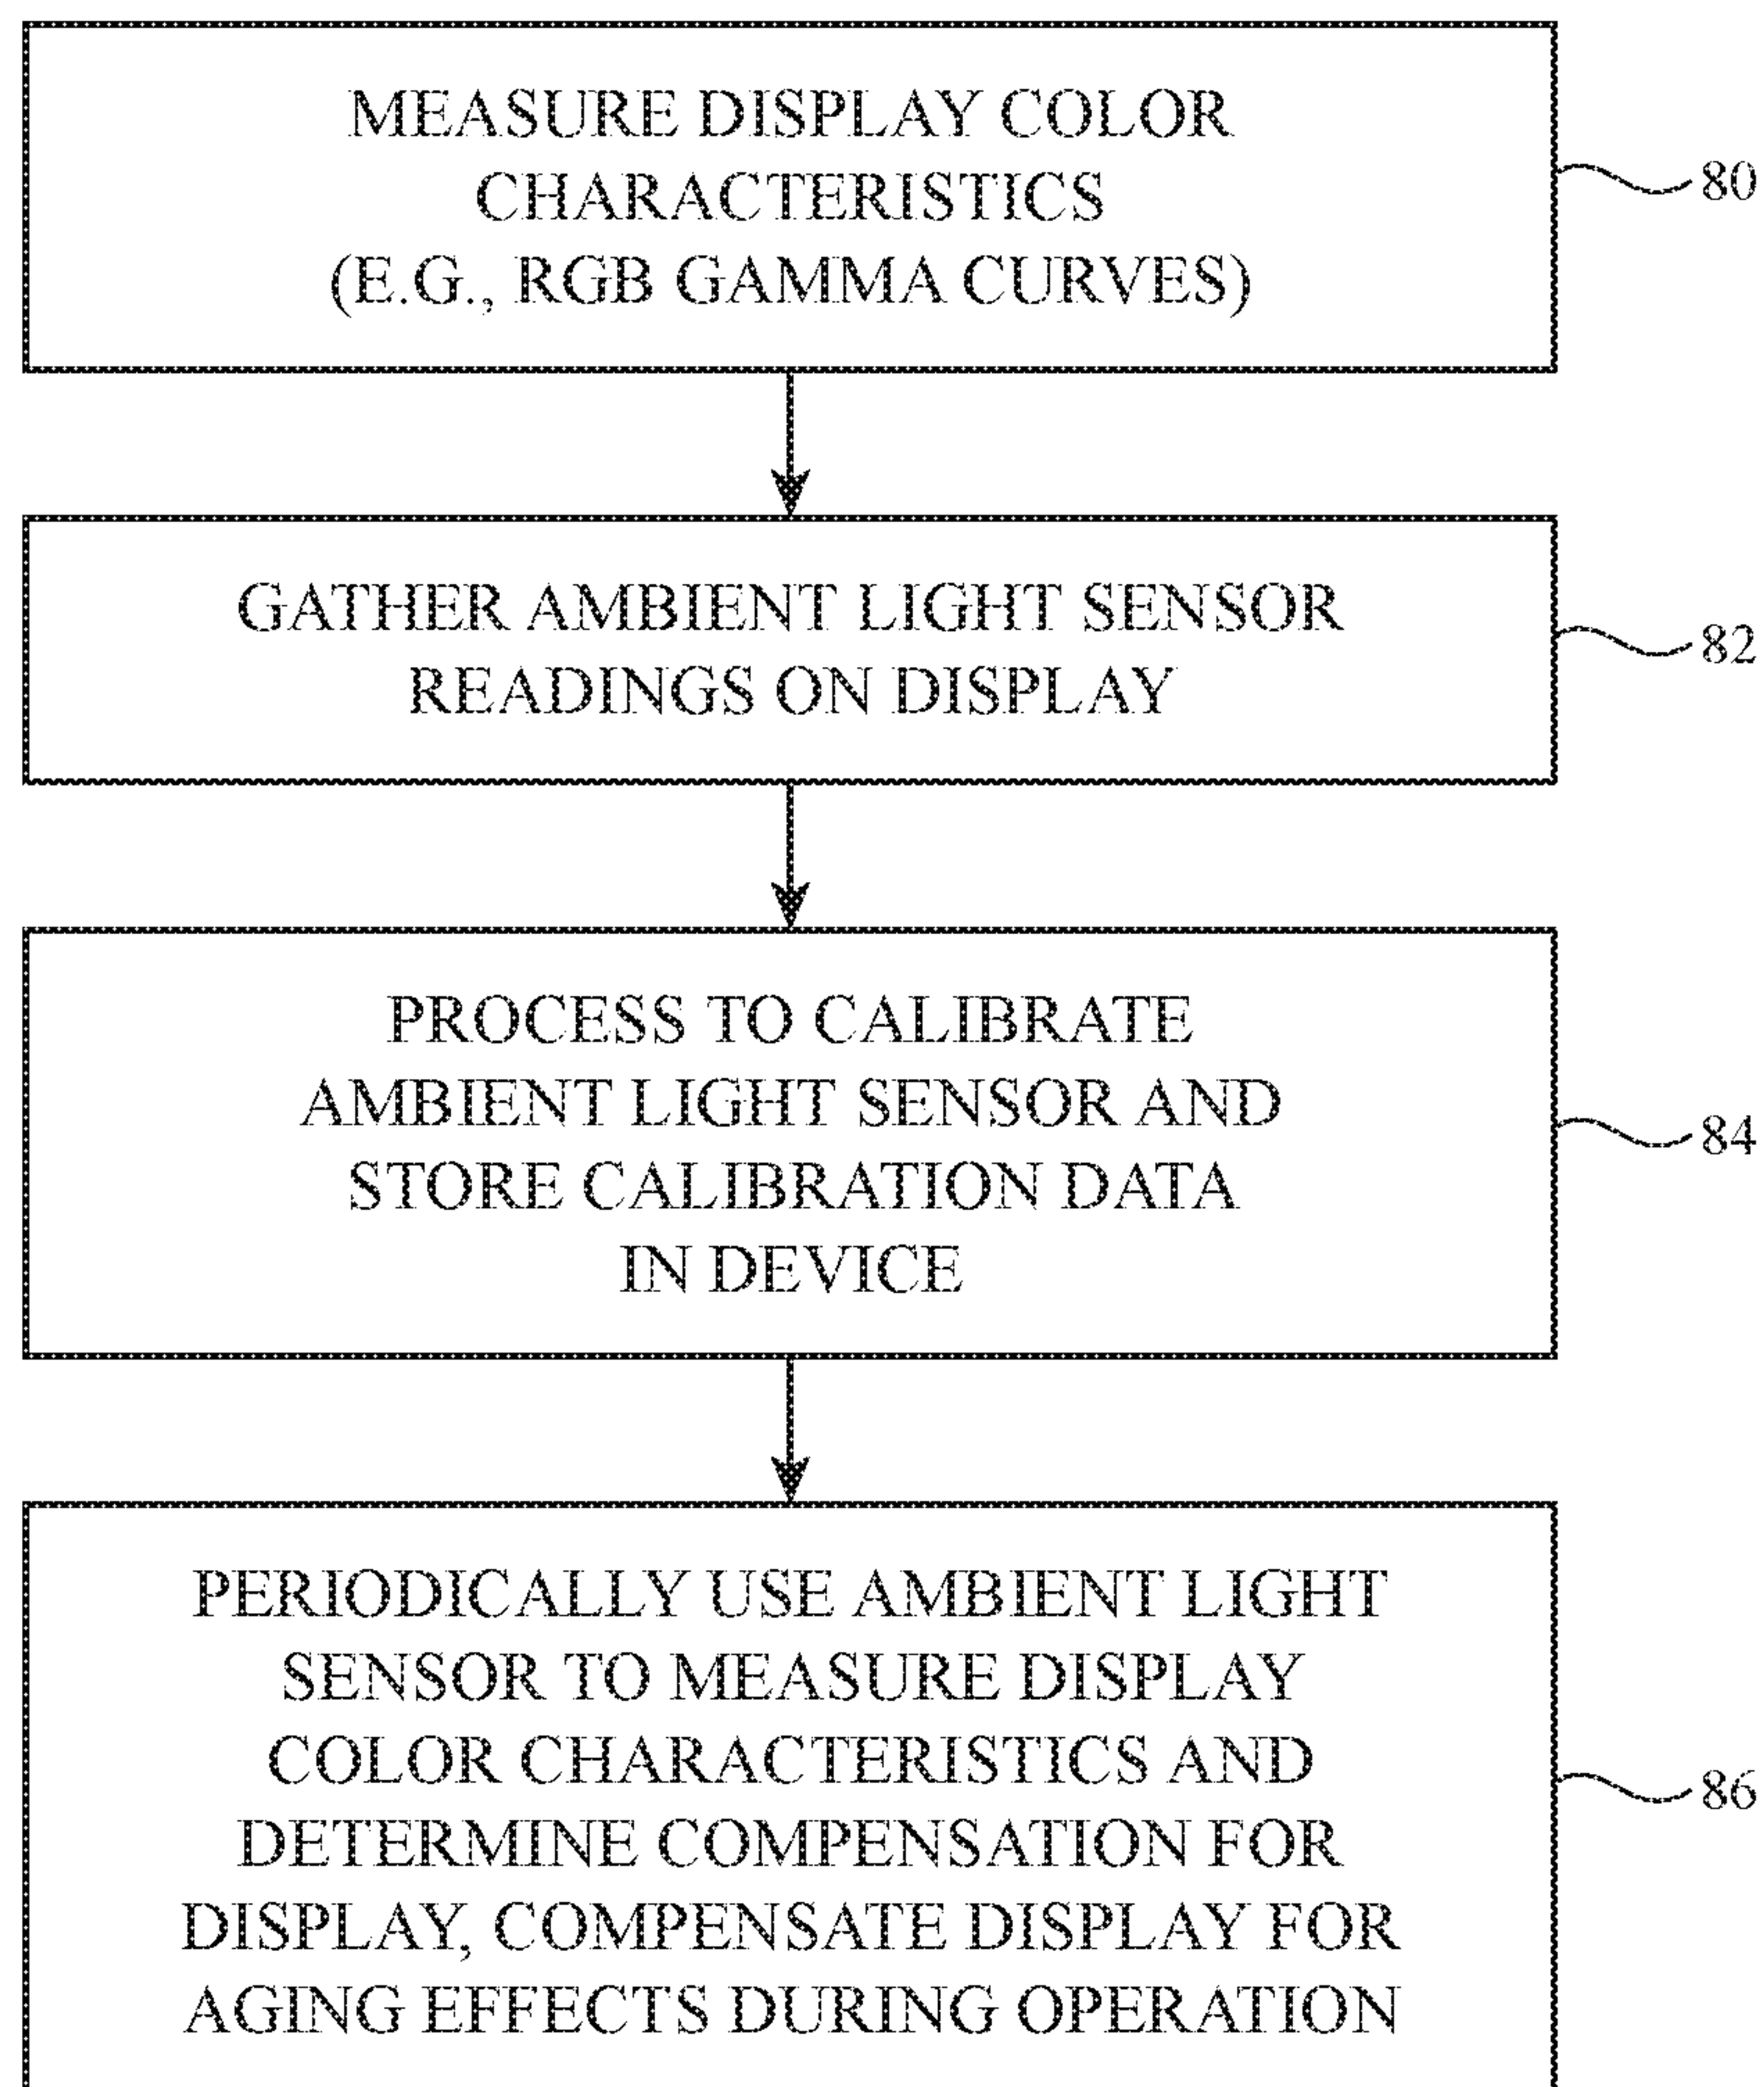 MEASURE DISPLAY COLOR
CHARACTERISTICS
(E.G., RGB GAMMA CURVES)
80
GATHER AMBIENT LIGHT SENSOR
READINGS ON DISPLAY
82
PROCESS TO CALIBRATE
AMBIENT LIGHT SENSOR AND
STORE CALIBRATION DATA
IN DEVICE
84
PERIODICALLY USE AMBIENT LIGHT
SENSOR TO MEASURE DISPLAY
COLOR CHARACTERISTICS AND
DETERMINE COMPENSATION FOR
DISPLAY, COMPENSATE DISPLAY FOR
AGING EFFECTS DURING OPERATION
86